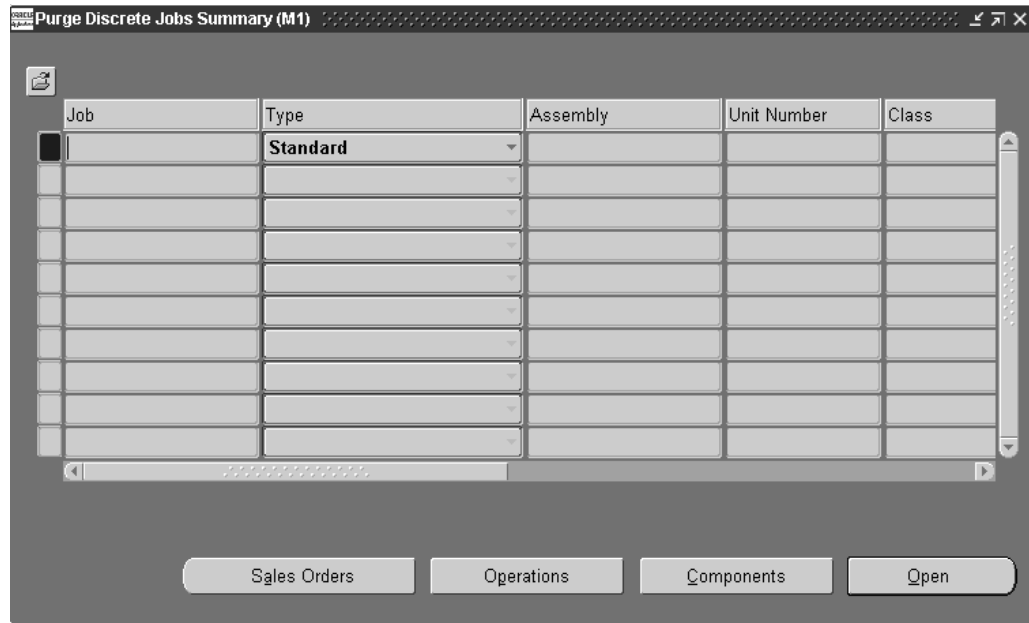 Purge Discrete Jobs Summary (M1)
Job Type Assembly Unit Number Class
Standard
Sales Orders Operations Components Open